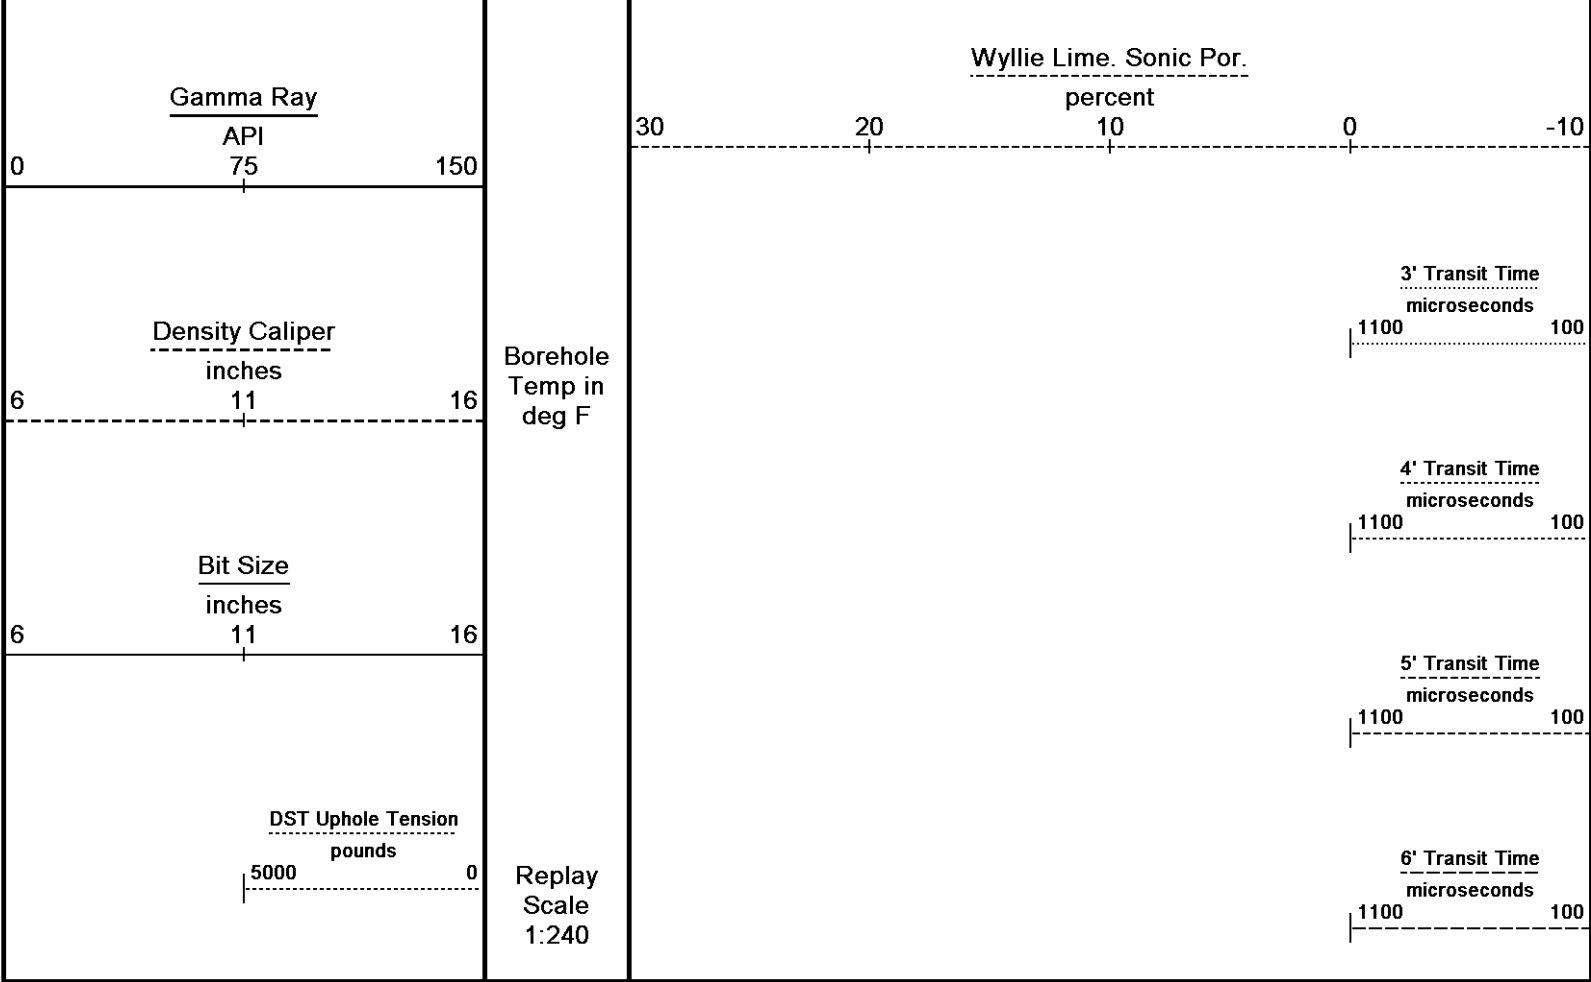 Gamma Ray
API
0 75 150
Density Caliper
inches
6 11 16
Bit Size
inches
6 11 16
DST Uphole Tension
pounds
5000 0
Borehole
Temp in
deg F
Replay
Scale
1:240
Wyllie Lime. Sonic Por.
percent
30 20 10 0 -10
3' Transit Time
microseconds
1100 100
4' Transit Time
microseconds
1100 100
5' Transit Time
microseconds
1100 100
6' Transit Time
microseconds
1100 100